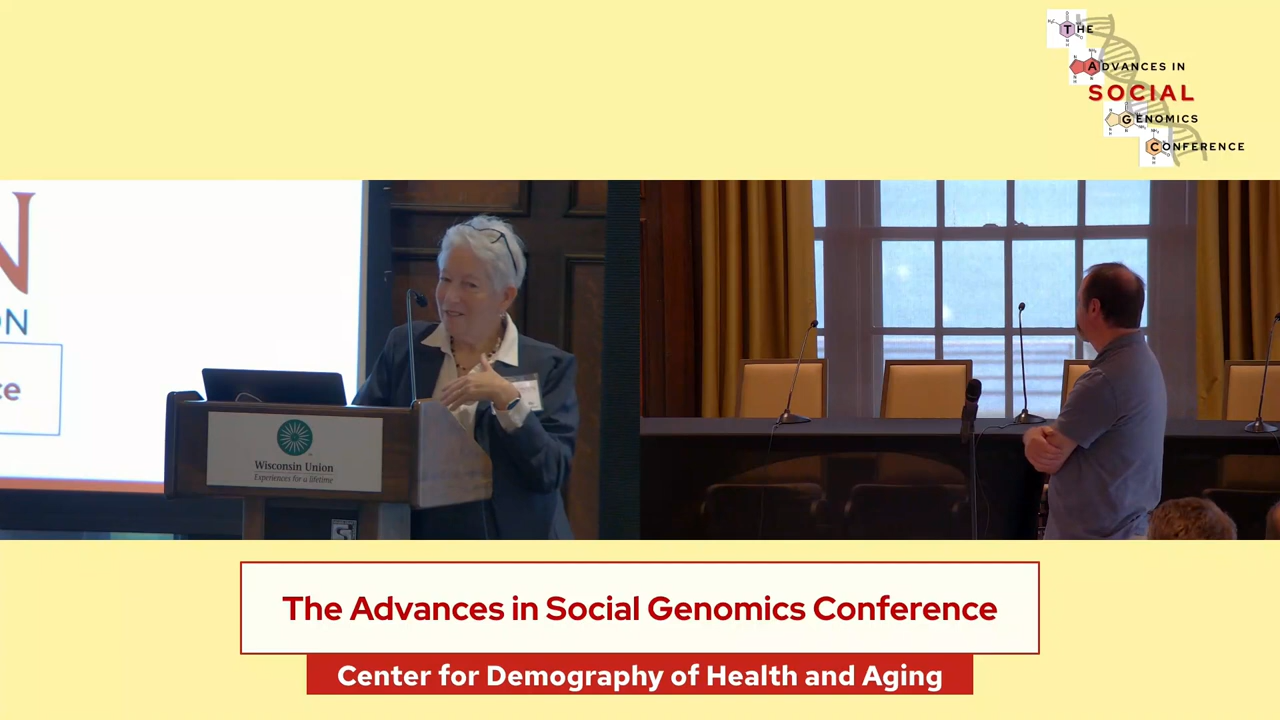 THE
ADVANCES IN
SOCIAL
GENOMICS
CONFERENCE
N
ON
ce
Wisconsin Union
Experiences for a lifetime
The Advances in Social Genomics Conference
Center for Demography of Health and Aging